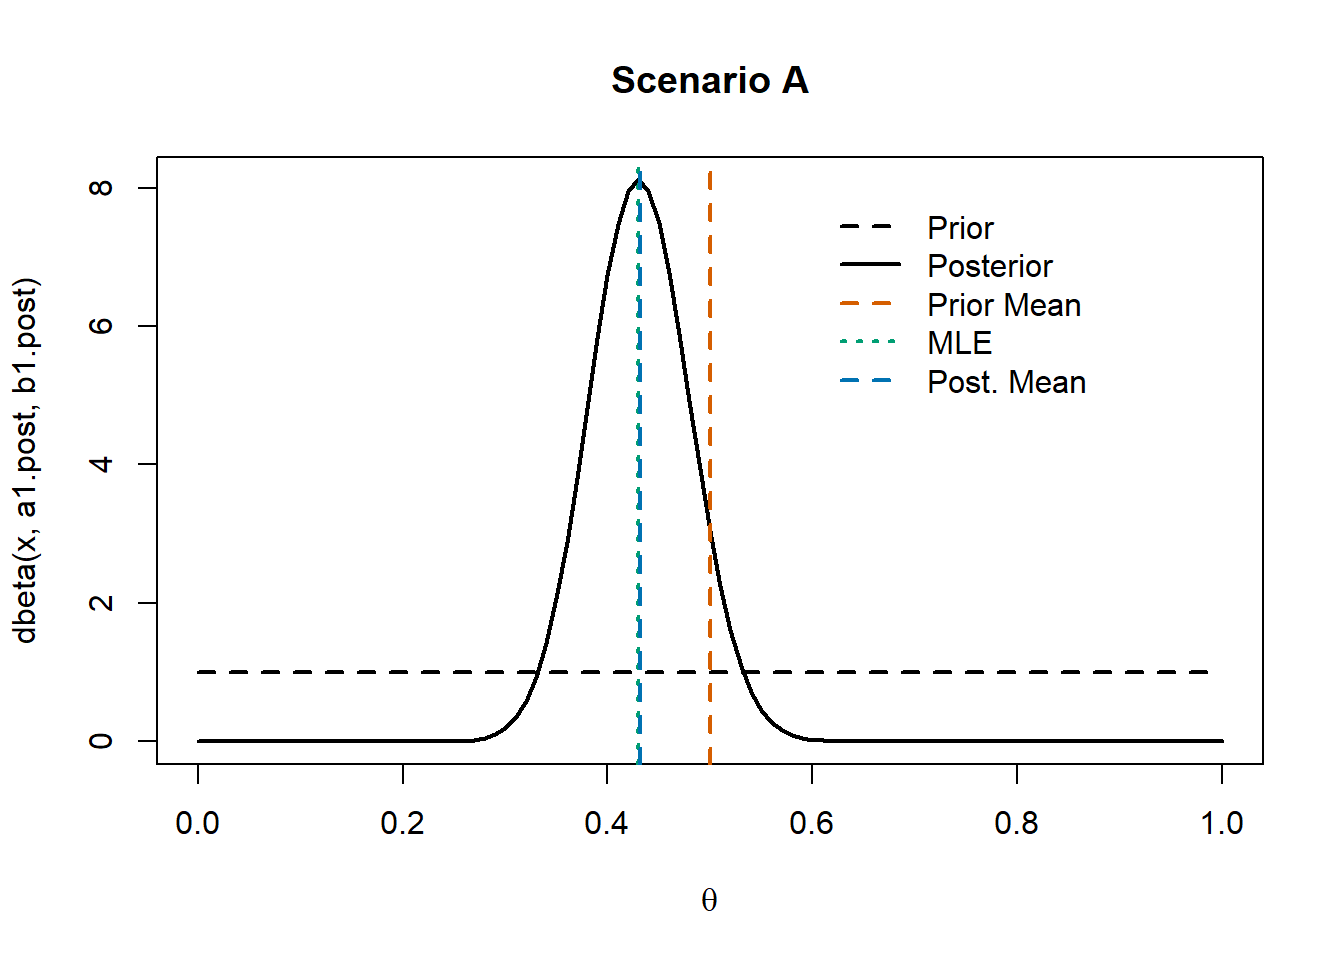 Scenario A
dbeta(x, a1.post, b1.post)
8
6
4
2
0
Prior
Posterior
Prior Mean
MLE
Post. Mean
0.0 0.2 0.4 0.6 0.8 1.0
θ